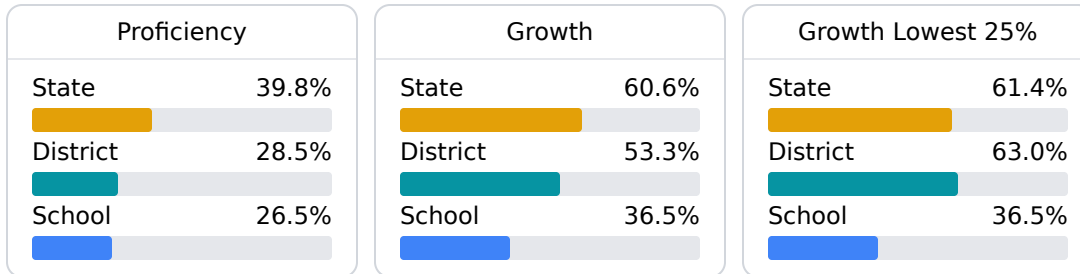 Proficiency
State 39.8%
District 28.5%
School 26.5%
Growth
State 60.6%
District 53.3%
School 36.5%
Growth Lowest 25%
State 61.4%
District 63.0%
School 36.5%